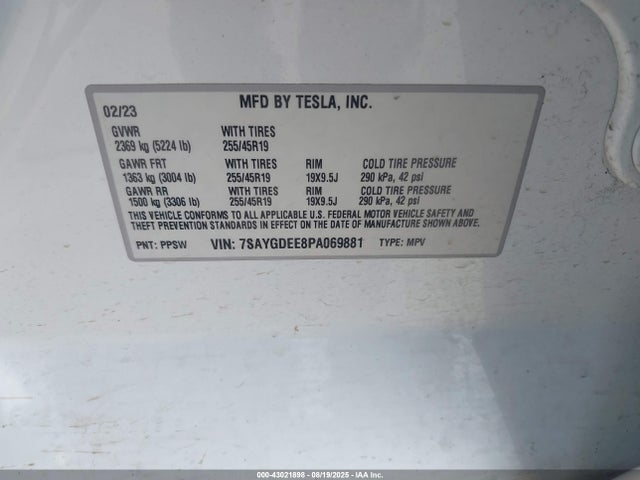 MFD BY TESLA, INC.
02/23
GVWR WITH TIRES
2369 kg (5224 lb) 255/45R19
GAWR FRT WITH TIRES RIM COLD TIRE PRESSURE
1363 kg (3004 lb) 255/45R19 19X9.5J 290 kPa, 42 psi
GAWR RR WITH TIRES RIM COLD TIRE PRESSURE
1500 kg (3306 lb) 255/45R19 19X9.5J 290 kPa, 42 psi
THIS VEHICLE CONFORMS TO ALL APPLICABLE U.S. FEDERAL MOTOR VEHICLE SAFETY AND
THEFT PREVENTION STANDARDS IN EFFECT ON THE DATE OF MANUFACTURE SHOWN ABOVE.
PNT: PPSW VIN: 7SAYGDEE8PA069881 TYPE: MPV
000-43021898 - 08/19/2025 - IAA Inc.